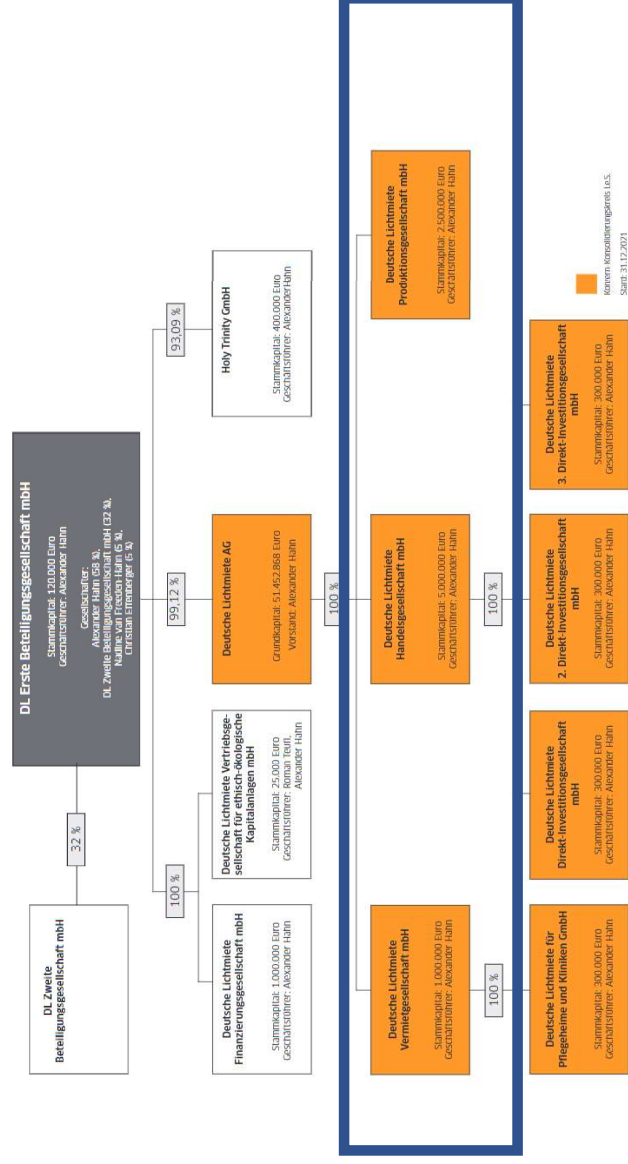 DL Erste Beteiligungsgesellschaft mbH
Stammkapital: 120.000 Euro
Geschäftsführer: Alexander Hahn
Gesellschafter:
Alexander Hahn (58 %),
DL Zweite Beteiligungsgesellschaft mbH (32 %),
Nadine van Freeden-Hahn (5 %),
Christian Effenberger (5 %)
DL Zweite
Beteiligungsgesellschaft mbH
32 %
100 %
99,12 %
93,09 %
Deutsche Lichtmiete
Finanzierungsgesellschaft mbH
Stammkapital: 1.000.000 Euro
Geschäftsführer: Alexander Hahn
Deutsche Lichtmiete Vertriebsge-
sellschaft für ethisch-ökologische
Kapitalanlagen mbH
Stammkapital: 25.000 Euro
Geschäftsführer: Roman Teufl,
Alexander Hahn
Deutsche Lichtmiete AG
Grundkapital: 51.452.868 Euro
Vorstand: Alexander Hahn
Holy Trinity GmbH
Stammkapital: 400.000 Euro
Geschäftsführer: AlexanderHahn
100 %
Deutsche Lichtmiete
Vermietgesellschaft mbH
Stammkapital: 1.000.000 Euro
Geschäftsführer: Alexander Hahn
Deutsche Lichtmiete
Handelsgesellschaft mbH
Stammkapital: 5.000.000 Euro
Geschäftsführer: Alexander Hahn
Deutsche Lichtmiete
Produktionsgesellschaft mbH
Stammkapital: 2.500.000 Euro
Geschäftsführer: Alexander Hahn
100 %
100 %
Deutsche Lichtmiete für
Pflegeheime und Kliniken GmbH
Stammkapital: 300.000 Euro
Geschäftsführer: Alexander Hahn
Deutsche Lichtmiete
Direkt-Investitionsgesellschaft
mbH
Stammkapital: 300.000 Euro
Geschäftsführer: Alexander Hahn
Deutsche Lichtmiete
2. Direkt-Investitionsgesellschaft
mbH
Stammkapital: 300.000 Euro
Geschäftsführer: Alexander Hahn
Deutsche Lichtmiete
3. Direkt-Investitionsgesellschaft
mbH
Stammkapital: 300.000 Euro
Geschäftsführer: Alexander Hahn
Konzern Konsolidierungskreis i.e.S.
Stand: 31.12.2021